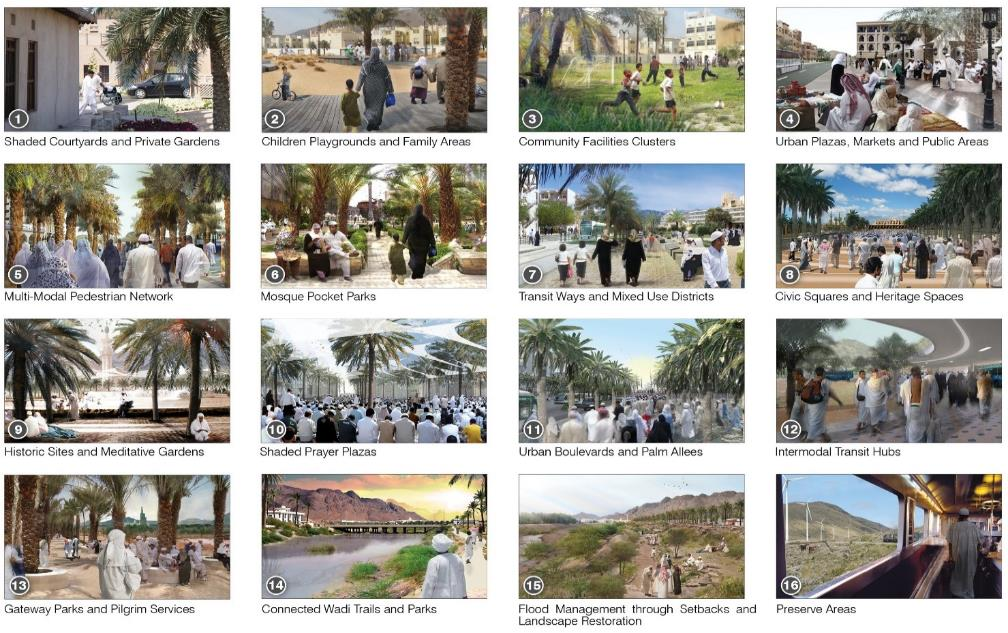 1
Shaded Courtyards and Private Gardens
2
Children Playgrounds and Family Areas
3
Community Facilities Clusters
4
Urban Plazas, Markets and Public Areas
5
Multi-Modal Pedestrian Network
6
Mosque Pocket Parks
7
Transit Ways and Mixed Use Districts
8
Civic Squares and Heritage Spaces
9
Historic Sites and Meditative Gardens
10
Shaded Prayer Plazas
11
Urban Boulevards and Palm Allees
12
Intermodal Transit Hubs
13
Gateway Parks and Pilgrim Services
14
Connected Wadi Trails and Parks
15
Flood Management through Setbacks and
Landscape Restoration
16
Preserve Areas